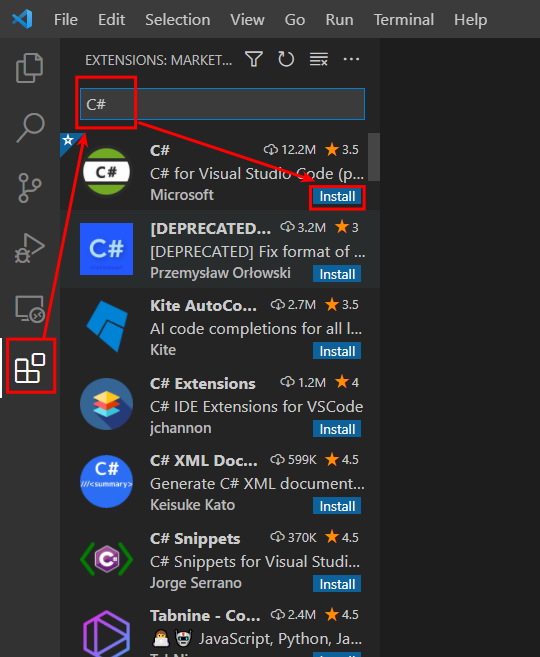 File Edit Selection View Go Run Terminal Help
EXTENSIONS: MARKET...
C#
C# 12.2M 3.5
C# for Visual Studio Code (p...
Microsoft Install
C#
[DEPRECATED... 3.2M 3
[DEPRECATED] Fix format of ...
Przemysław Orłowski Install
C#
Kite AutoCo... 2.7M 3.5
AI code completions for all l...
Kite Install
C# Extensions 1.2M 4
C# IDE Extensions for VSCode
jchannon Install
C# XML Doc... 599K 4.5
C#
///<summary>
Generate C# XML document...
Keisuke Kato Install
C# Snippets 370K 4.5
C
C# Snippets for Visual Studi...
Jorge Serrano Install
Tabnine - Co... 2.4M 4.5
JavaScript, Python, Ja...